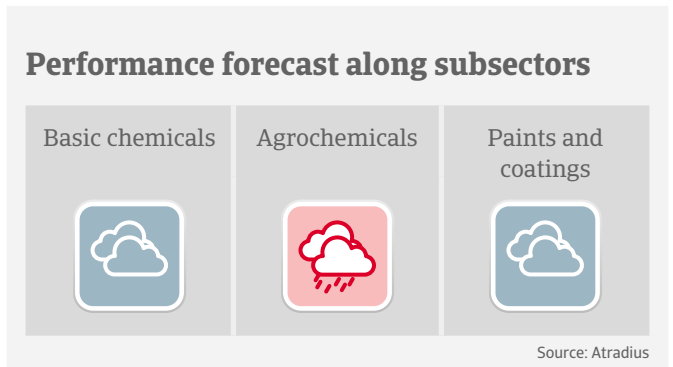 Performance forecast along subsectors
Basic chemicals
Agrochemicals
Paints and
coatings
Source: Atradius